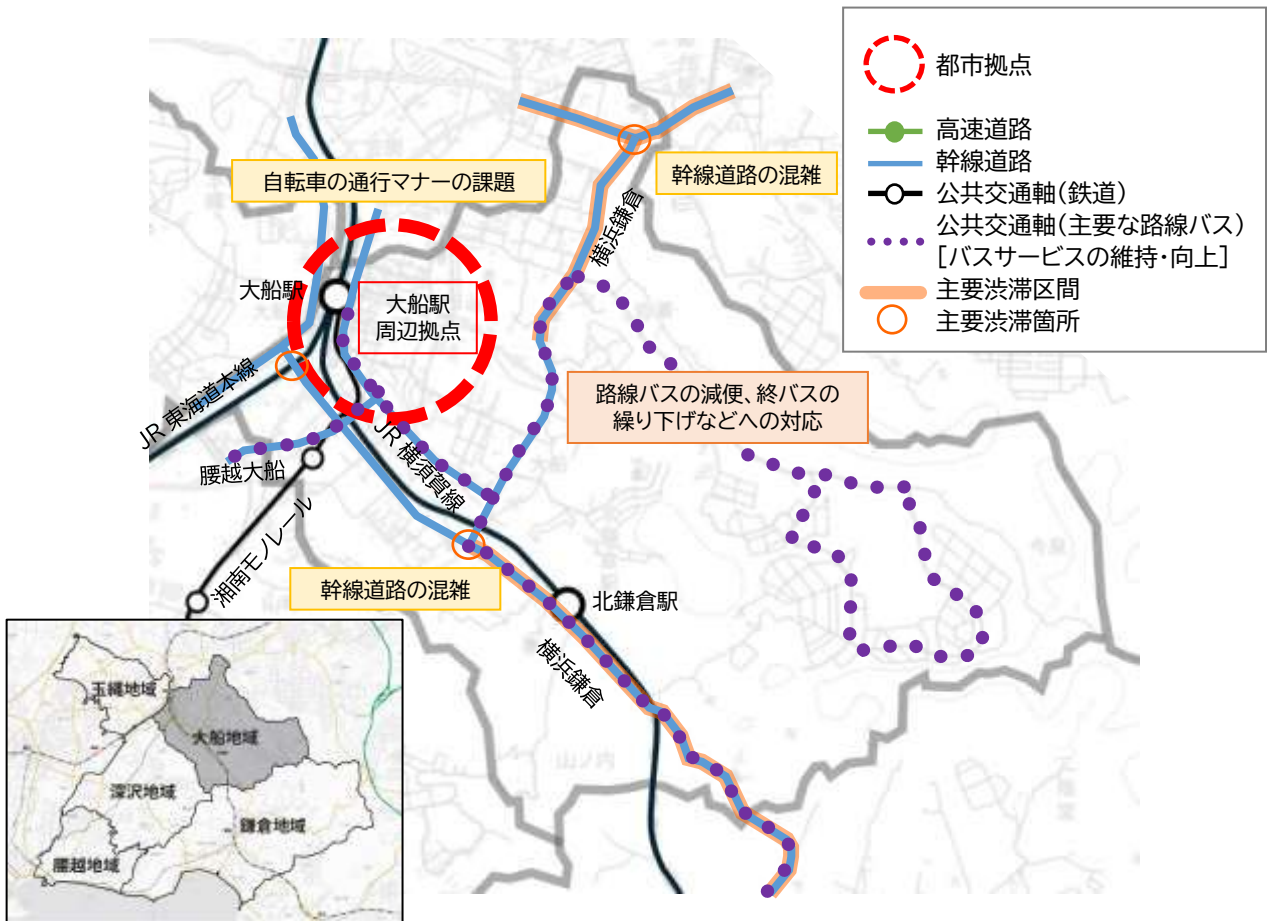 都市拠点
高速道路
幹線道路
公共交通軸(鉄道)
公共交通軸(主要な路線バス)
[バスサービスの維持・向上]
主要渋滞区間
主要渋滞箇所
自転車の通行マナーの課題
幹線道路の混雑
横浜鎌倉
大船駅
大船駅
周辺拠点
JR 東海道本線
路線バスの減便、終バスの
繰り下げなどへの対応
JR 横須賀線
腰越大船
湘南モノレール
幹線道路の混雑
北鎌倉駅
横浜鎌倉
山ノ内
今泉
玉縄地域
大船地域
深沢地域
鎌倉地域
腰越地域